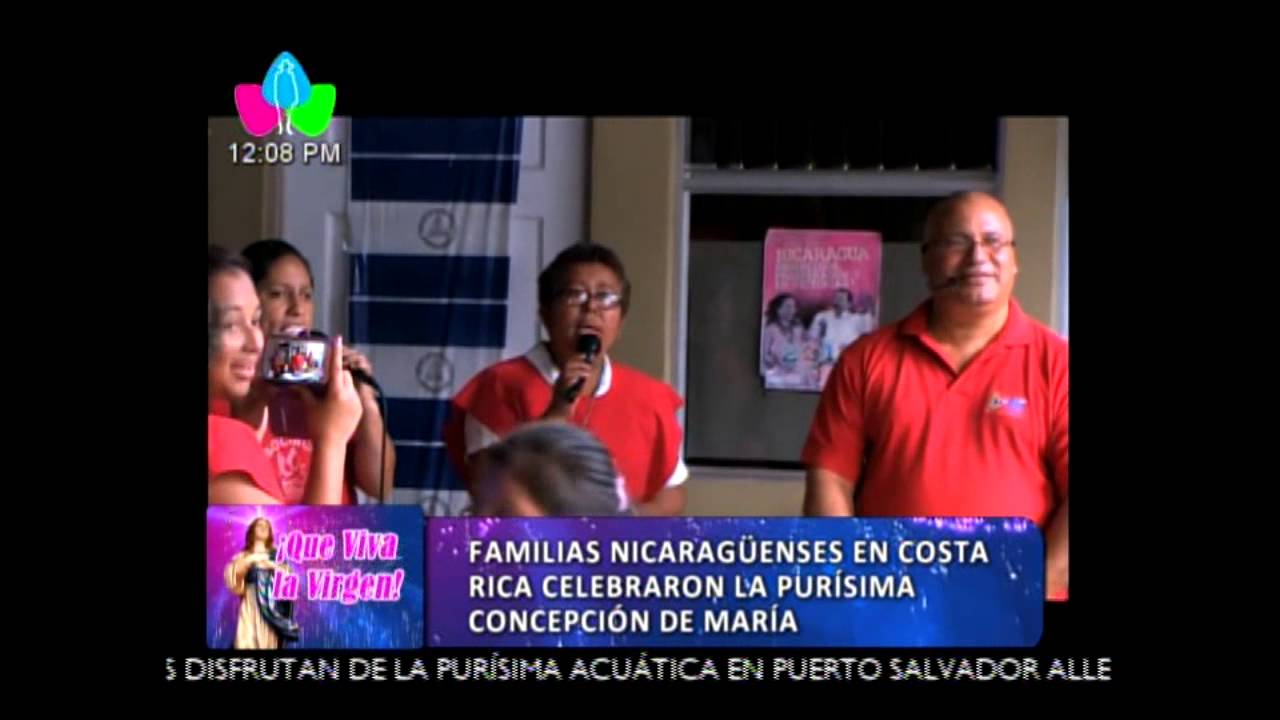 12:08 PM
NICARAGUA
¡Que Viva
la Virgen!
FAMILIAS NICARAGÜENSES EN COSTA
RICA CELEBRARON LA PURÍSIMA
CONCEPCIÓN DE MARÍA
S DISFRUTAN DE LA PURÍSIMA ACUÁTICA EN PUERTO SALVADOR ALLE